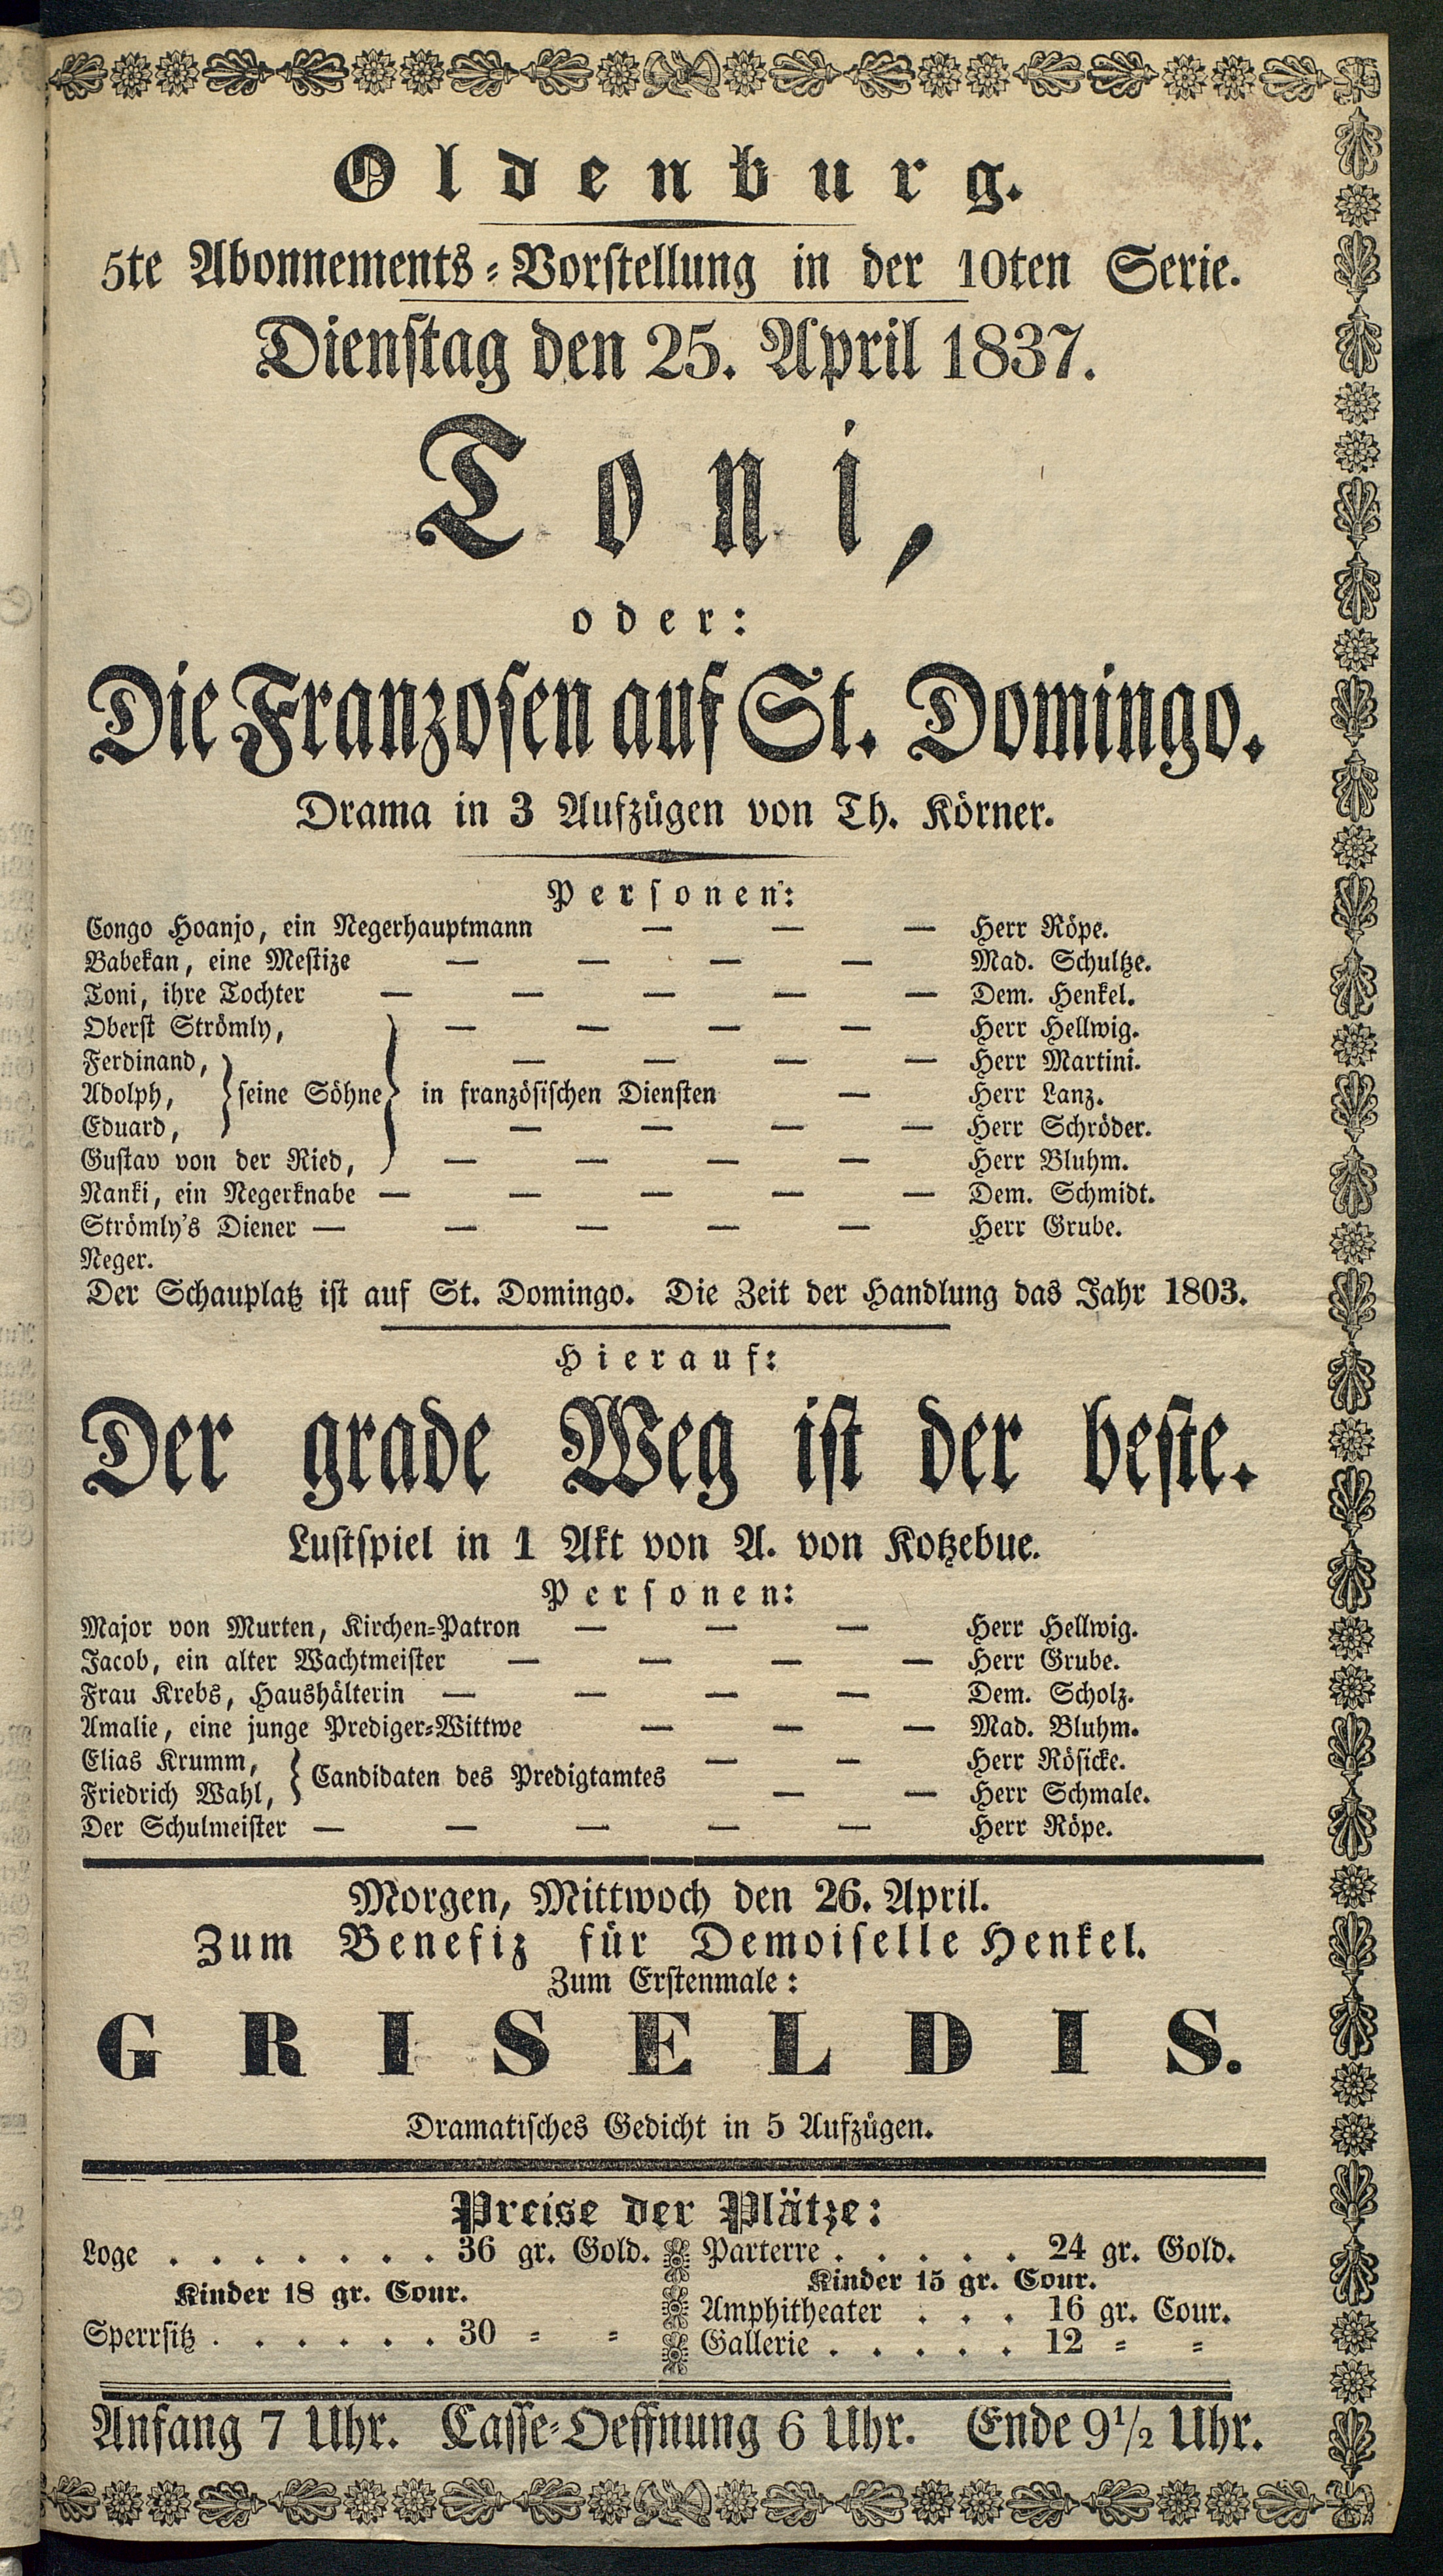 Oldenburg.
5te Abonnements-Vorstellung in der 10ten Serie.
Dienstag den 25. April 1837.
Toni,
oder:
Die Franzosen auf St. Domingo.
Drama in 3 Aufzügen von Th. Körner.
Personen:
Congo Hoanjo, ein Negerhauptmann — — — Herr Röpe.
Babekan, eine Mestize — — — — Mad. Schultze.
Toni, ihre Tochter — — — — — Dem. Henkel.
Oberst Strömly, — — — — Herr Hellwig.
Ferdinand, — — — — Herr Martini.
Adolph, } seine Söhne } in französischen Diensten — Herr Lanz.
Eduard, — — — — Herr Schröder.
Gustav von der Ried, — — — — Herr Bluhm.
Nanki, ein Negerknabe — — — — — Dem. Schmidt.
Strömly's Diener — — — — — Herr Grube.
Neger.
Der Schauplatz ist auf St. Domingo. Die Zeit der Handlung das Jahr 1803.
Hierauf:
Der grade Weg ist der beste.
Lustspiel in 1 Akt von A. von Kotzebue.
Personen:
Major von Murten, Kirchen-Patron — — — Herr Hellwig.
Jacob, ein alter Wachtmeister — — — — Herr Grube.
Frau Krebs, Haushälterin — — — — Dem. Scholz.
Amalie, eine junge Prediger-Wittwe — — — Mad. Bluhm.
Elias Krumm, } Candidaten des Predigtamtes — — Herr Rösicke.
Friedrich Wahl, — — Herr Schmale.
Der Schulmeister — — — — — Herr Röpe.
Morgen, Mittwoch den 26. April.
Zum Benefiz für Demoiselle Henkel.
Zum Erstenmale:
GRISELDIS.
Dramatisches Gedicht in 5 Aufzügen.
Preise der Plätze:
Loge . . . . . . . 36 gr. Gold.
Kinder 18 gr. Cour.
Sperrsitz . . . . . . 30 = =
Parterre . . . . . 24 gr. Gold.
Kinder 15 gr. Cour.
Amphitheater . . . 16 gr. Cour.
Gallerie . . . . . 12 = =
Anfang 7 Uhr. Casse-Oeffnung 6 Uhr. Ende 9½ Uhr.